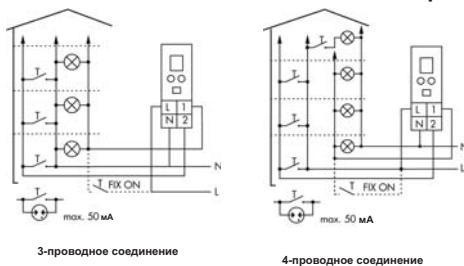 T
T
L 1
N 2
T
N
T FIX ON
L
T
max. 50 мА
3-проводное соединение
T
T
L 1
N 2
T
N
L
T FIX ON
T
max. 50 мА
4-проводное соединение